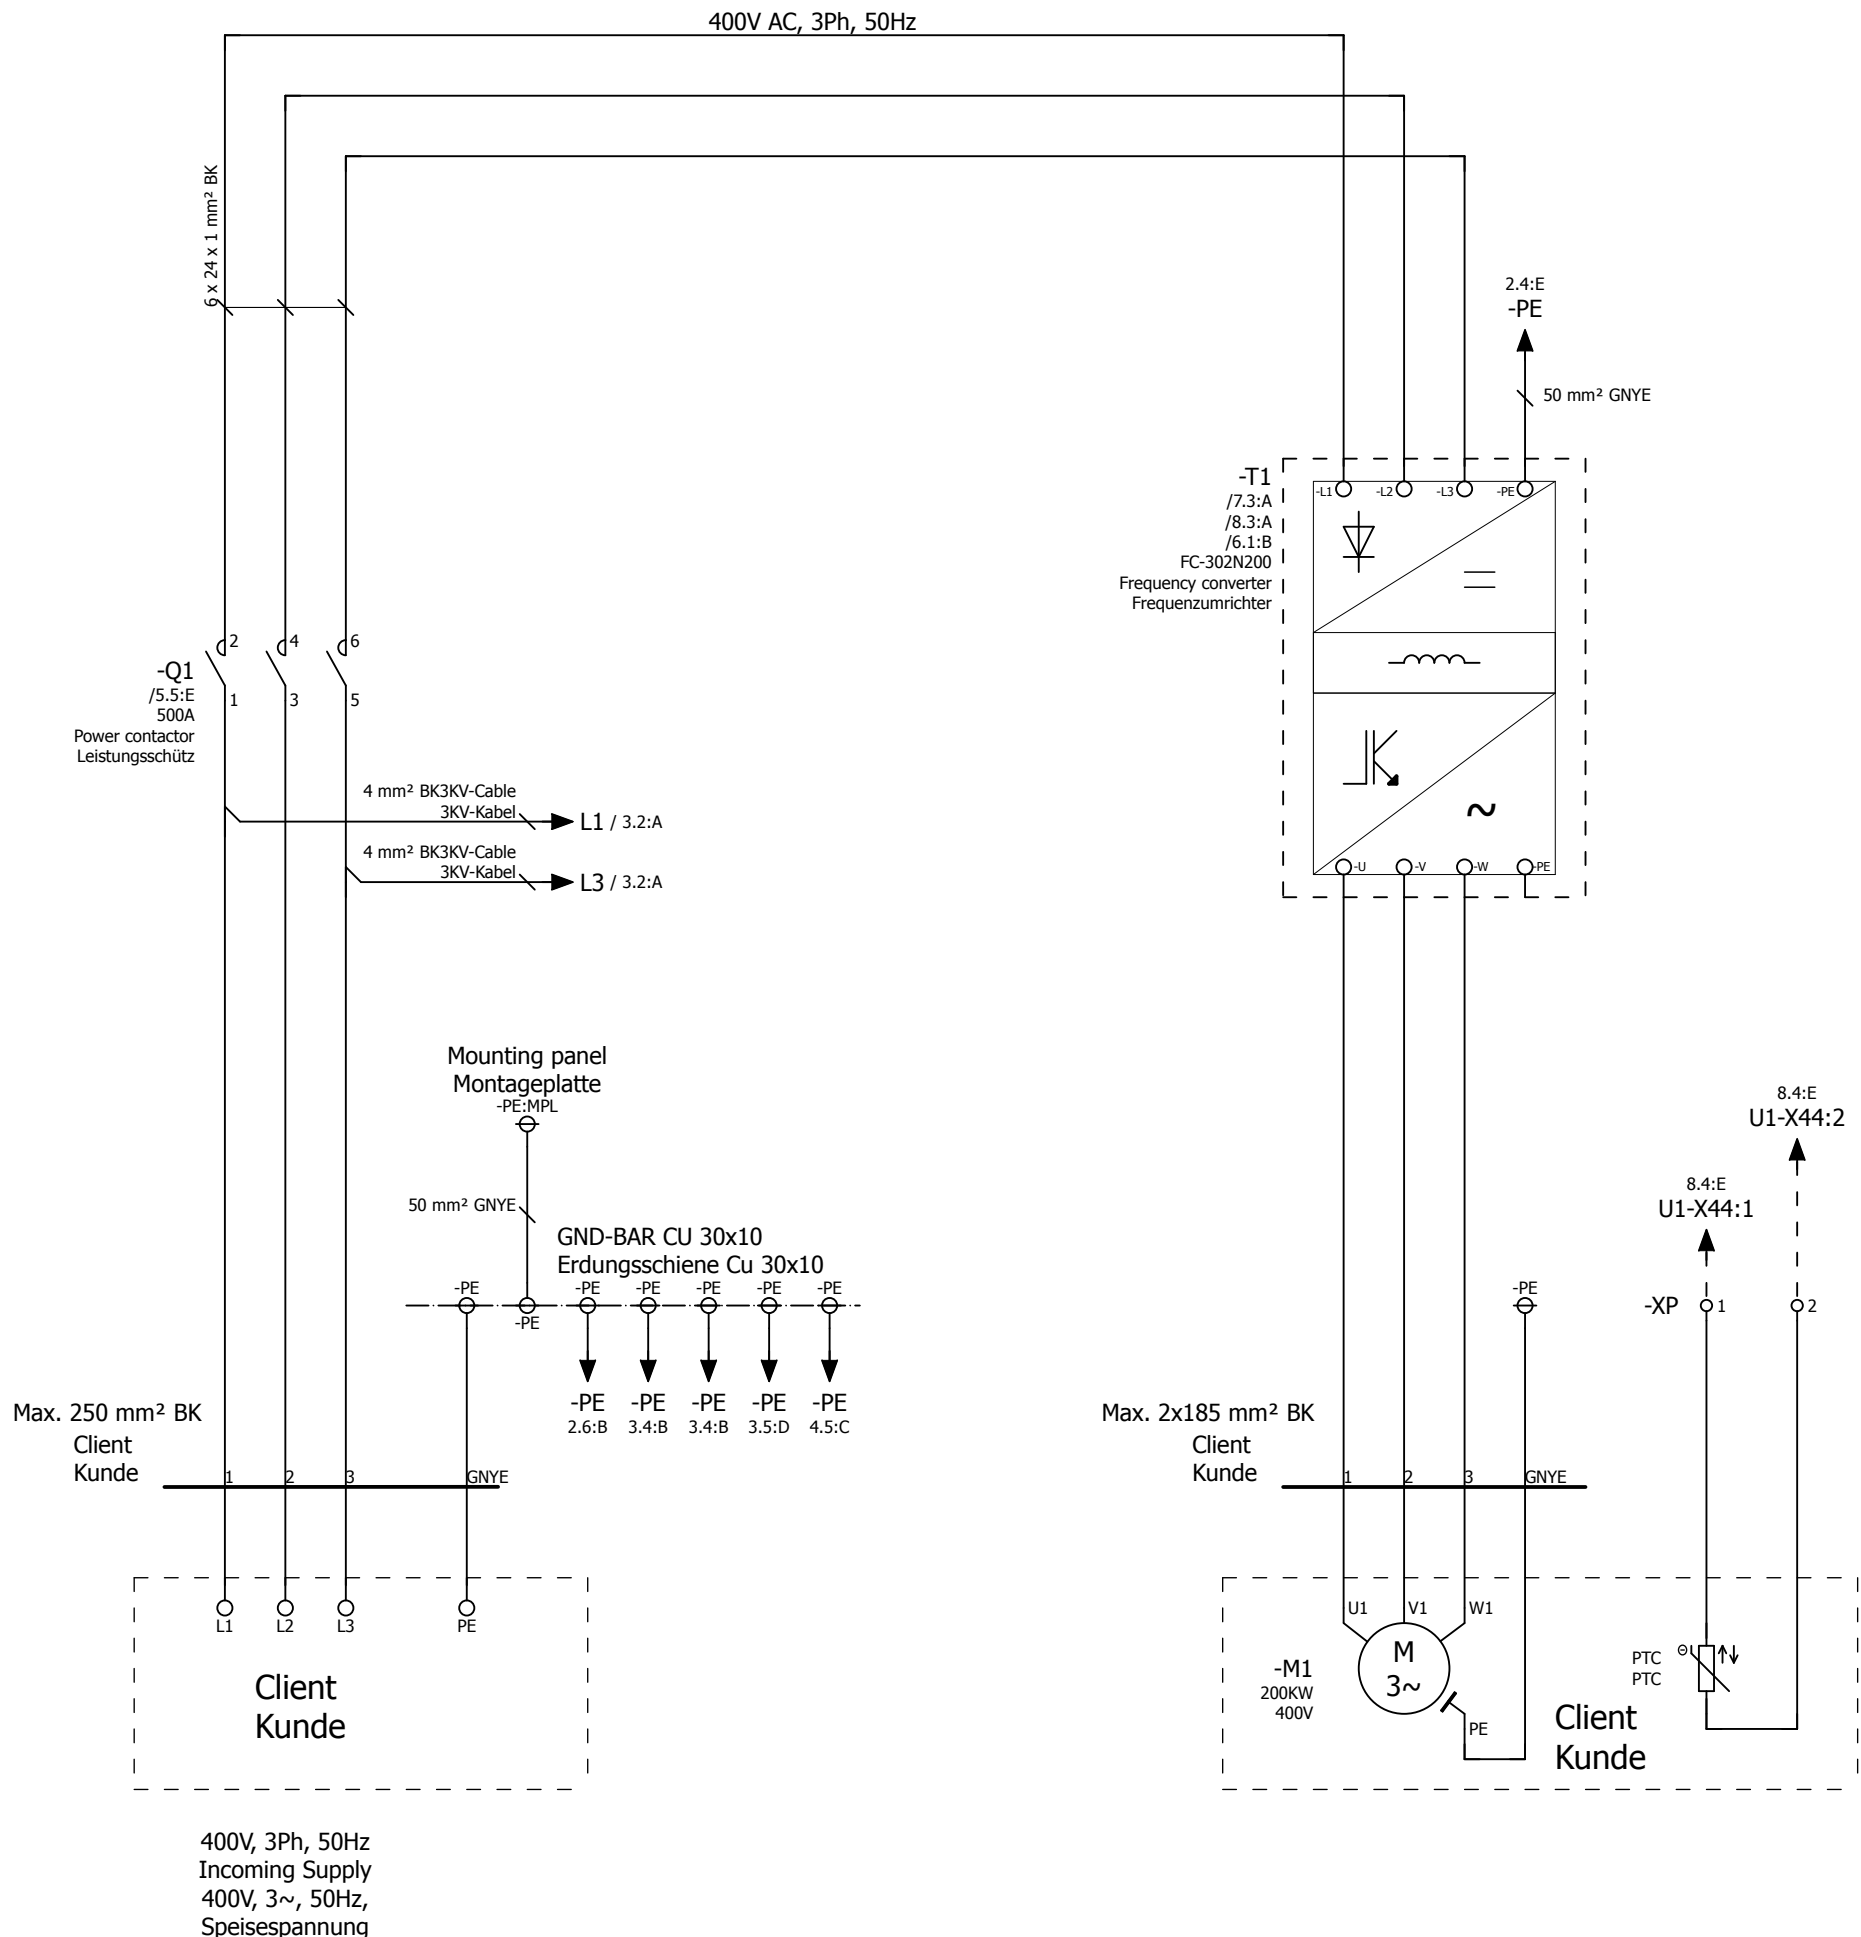 400V AC, 3Ph, 50Hz
6 x 24 x 1 mm² BK
2.4:E
-PE
50 mm² GNYE
-T1
/7.3:A
/8.3:A
/6.1:B
FC-302N200
Frequency converter
Frequenzumrichter
-L1
-L2
-L3
-PE
~
-U
-V
-W
-PE
-Q1
/5.5:E
500A
Power contactor
Leistungsschütz
2
4
6
1
3
5
4 mm² BK3KV-Cable
3KV-Kabel
L1 / 3.2:A
4 mm² BK3KV-Cable
3KV-Kabel
L3 / 3.2:A
Mounting panel
Montageplatte
-PE:MPL
50 mm² GNYE
GND-BAR CU 30x10
Erdungsschiene Cu 30x10
-PE
-PE
-PE
-PE
-PE
-PE
-PE
-PE
-PE
-PE
-PE
-PE
2.6:B
3.4:B
3.4:B
3.5:D
4.5:C
Max. 250 mm² BK
Client
Kunde
1
2
3
GNYE
L1
L2
L3
PE
Client
Kunde
400V, 3Ph, 50Hz
Incoming Supply
400V, 3~, 50Hz,
Speisespannung
8.4:E
U1-X44:2
8.4:E
U1-X44:1
-PE
-XP
1
2
Max. 2x185 mm² BK
Client
Kunde
1
2
3
GNYE
U1
V1
W1
M
3~
-M1
200KW
400V
PE
PTC
PTC
Θ
Client
Kunde